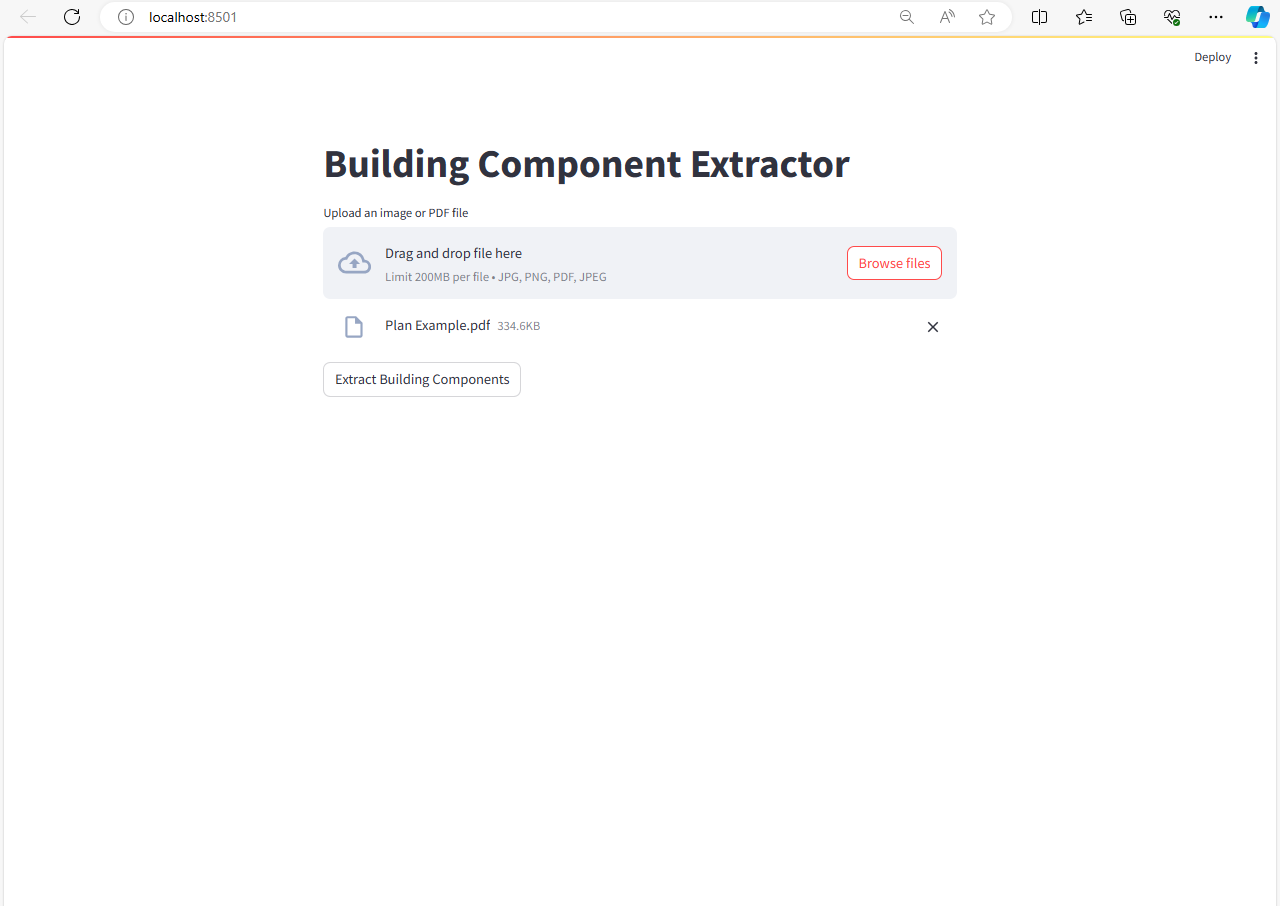 localhost:8501
Deploy
Building Component Extractor
Upload an image or PDF file
Drag and drop file here
Limit 200MB per file • JPG, PNG, PDF, JPEG
Browse files
Plan Example.pdf 334.6KB
Extract Building Components